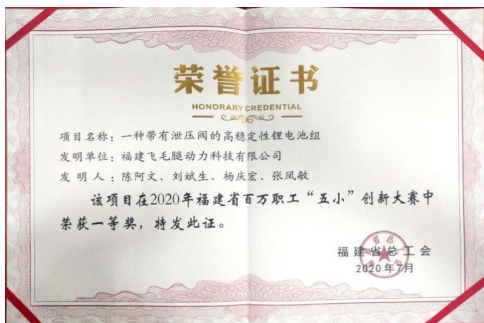 荣誉证书
HONORARY CREDENTIAL
项目名称：一种带有泄压阀的高稳定性锂电池组
发明单位：福建飞毛腿动力科技有限公司
发明人：陈阿文、刘斌生、杨庆宏、张凤敏
该项目在2020年福建省百万职工“五小”创新大赛中
荣获一等奖，特发此证。
福建省总工会
2020年7月